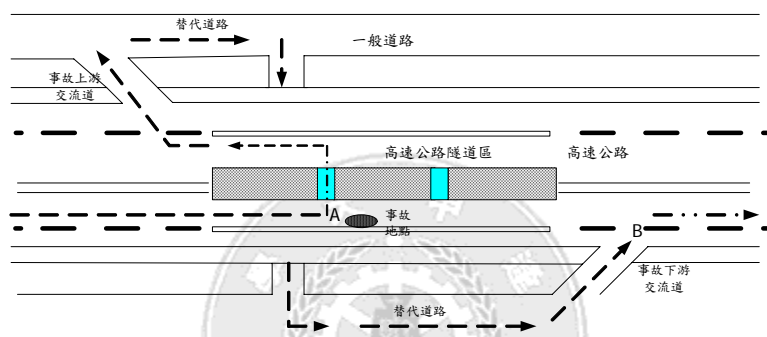 替代道路
一般道路
事故上游
交流道
高速公路隧道區
高速公路
A
事故
地點
B
事故下游
交流道
替代道路